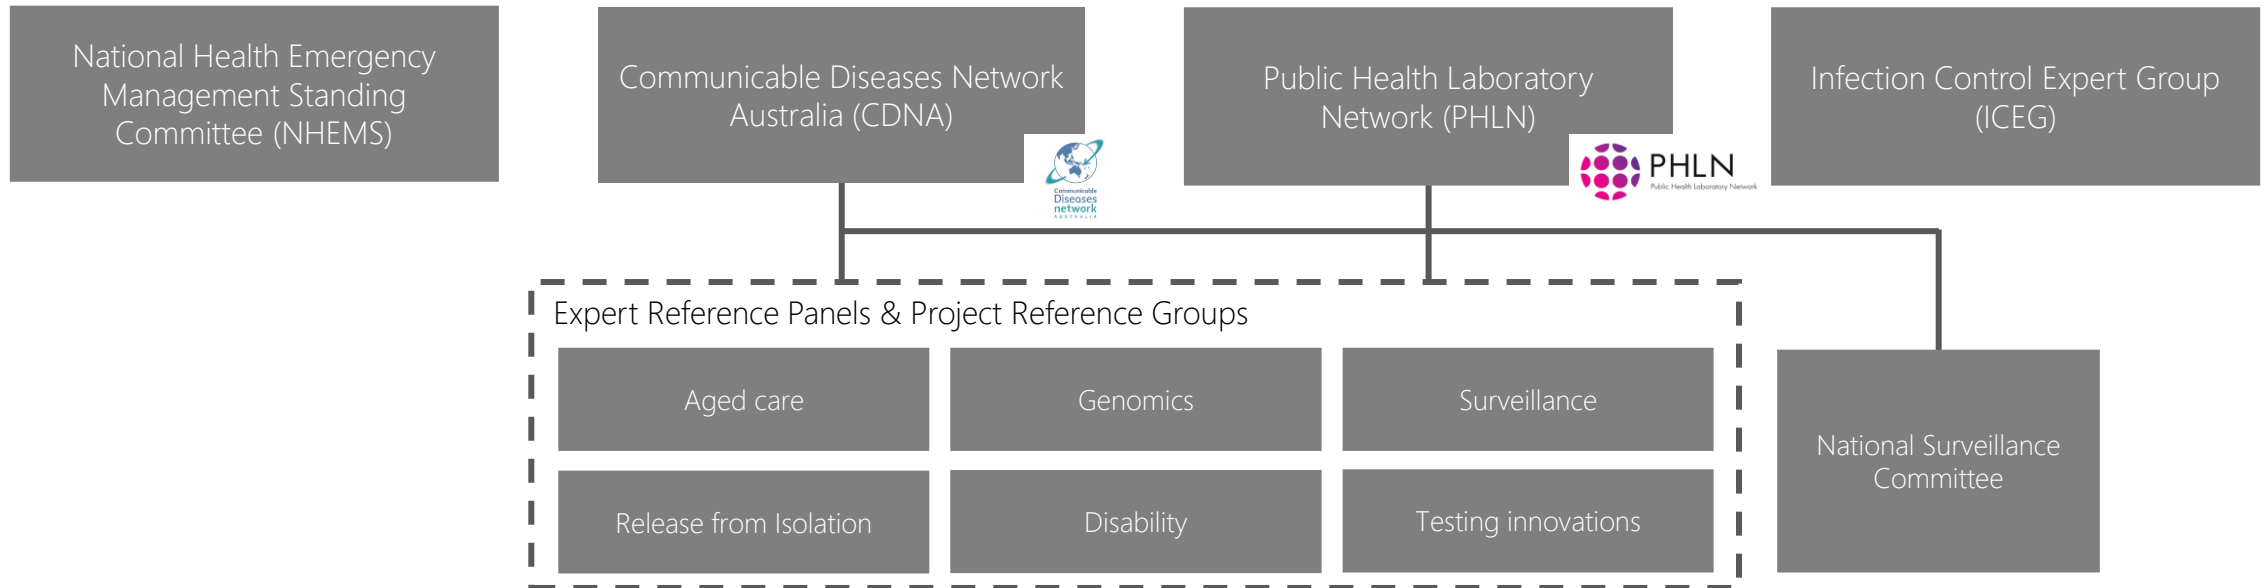 National Health Emergency
Management Standing
Committee (NHEMS)
Communicable Diseases Network
Australia (CDNA)
Public Health Laboratory
Network (PHLN)
Infection Control Expert Group
(ICEG)
Communicable
Diseases
network
AUSTRALIA
PHLN
Public Health Laboratory Network
Expert Reference Panels & Project Reference Groups
Aged care
Genomics
Surveillance
Release from Isolation
Disability
Testing innovations
National Surveillance
Committee